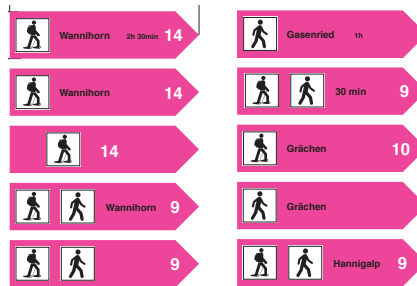 Wannihorn 2h 30min 14
Wannihorn 14
14
Wannihorn 9
9
Gasenried 1h
30 min 9
Grächen 10
Grächen
Hannigalp 9